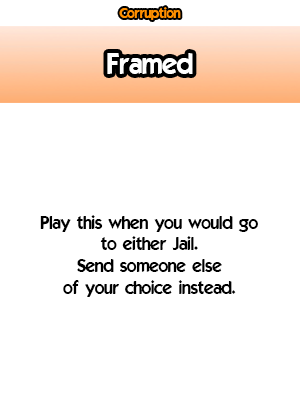 Corruption
Framed
Play this when you would go
to either Jail.
Send someone else
of your choice instead.